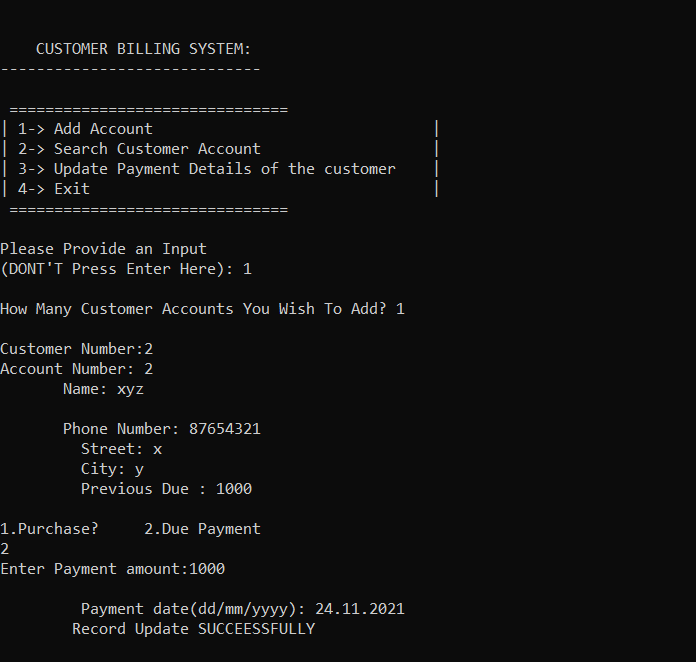 CUSTOMER BILLING SYSTEM:
-----------------------------
===============================
| 1-> Add Account |
| 2-> Search Customer Account |
| 3-> Update Payment Details of the customer |
| 4-> Exit |
===============================
Please Provide an Input
(DONT'T Press Enter Here): 1
How Many Customer Accounts You Wish To Add? 1
Customer Number:2
Account Number: 2
Name: xyz
Phone Number: 87654321
Street: x
City: y
Previous Due : 1000
1.Purchase? 2.Due Payment
2
Enter Payment amount:1000
Payment date(dd/mm/yyyy): 24.11.2021
Record Update SUCCEESSFULLY